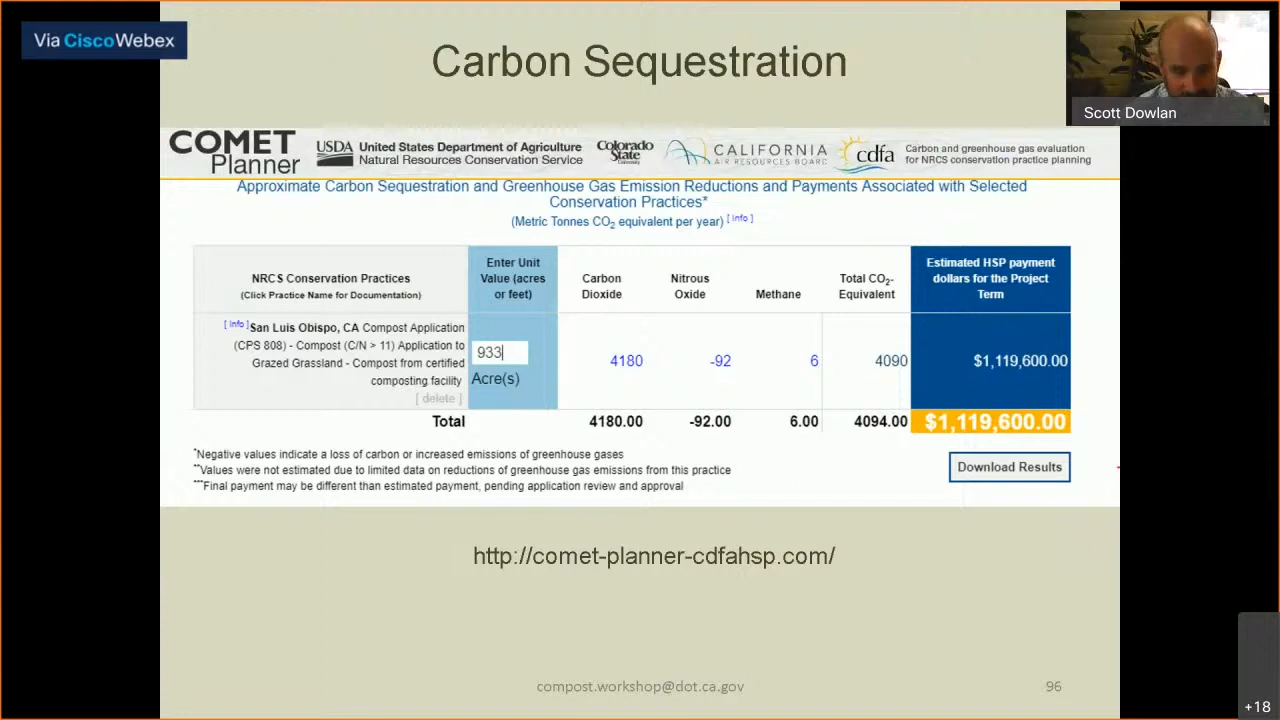 Via CiscoWebex
Carbon Sequestration
Scott Dowlan
COMET
Planner
USDA
United States Department of Agriculture
Natural Resources Conservation Service
Colorado
State
University
CALIFORNIA
AIR RESOURCES BOARD
cdfa
Carbon and greenhouse gas evaluation
for NRCS conservation practice planning
Approximate Carbon Sequestration and Greenhouse Gas Emission Reductions and Payments Associated with Selected
Conservation Practices*
(Metric Tonnes CO2 equivalent per year) [ Info ]
NRCS Conservation Practices
(Click Practice Name for Documentation)
Enter Unit
Value (acres
or feet)
Carbon
Dioxide
Nitrous
Oxide
Methane
Total CO2-
Equivalent
Estimated HSP payment
dollars for the Project
Term
[ Info ]San Luis Obispo, CA Compost Application
(CPS 808) - Compost (C/N > 11) Application to
Grazed Grassland - Compost from certified
composting facility
[ delete ]
933
Acre(s)
4180
-92
6
4090
$1,119,600.00
Total
4180.00
-92.00
6.00
4094.00
$1,119,600.00
*Negative values indicate a loss of carbon or increased emissions of greenhouse gases
**Values were not estimated due to limited data on reductions of greenhouse gas emissions from this practice
***Final payment may be different than estimated payment, pending application review and approval
Download Results
http://comet-planner-cdfahsp.com/
compost.workshop@dot.ca.gov
96
+18